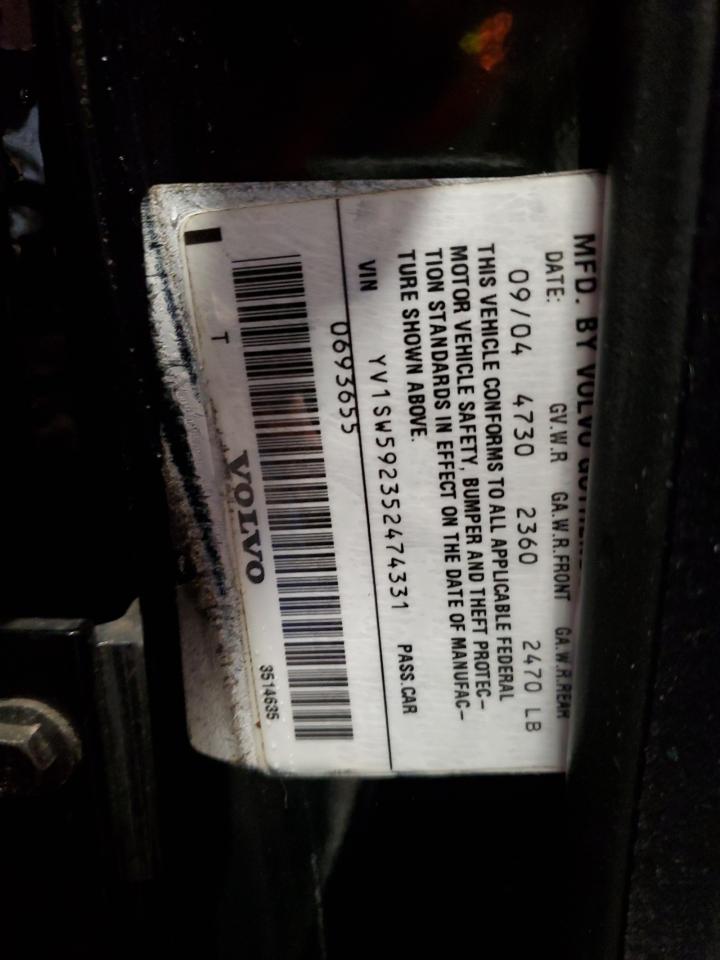 MFD. BY VOLVO
DATE: GV.W.R GA.W.R.FRONT GA.W.R.REAR
09/04 4730 2360 2470 LB
THIS VEHICLE CONFORMS TO ALL APPLICABLE FEDERAL
MOTOR VEHICLE SAFETY, BUMPER AND THEFT PROTEC-
TION STANDARDS IN EFFECT ON THE DATE OF MANUFAC-
TURE SHOWN ABOVE.
VIN YV1SW592352474331 PASS.CAR
0693655
T VOLVO 3514635